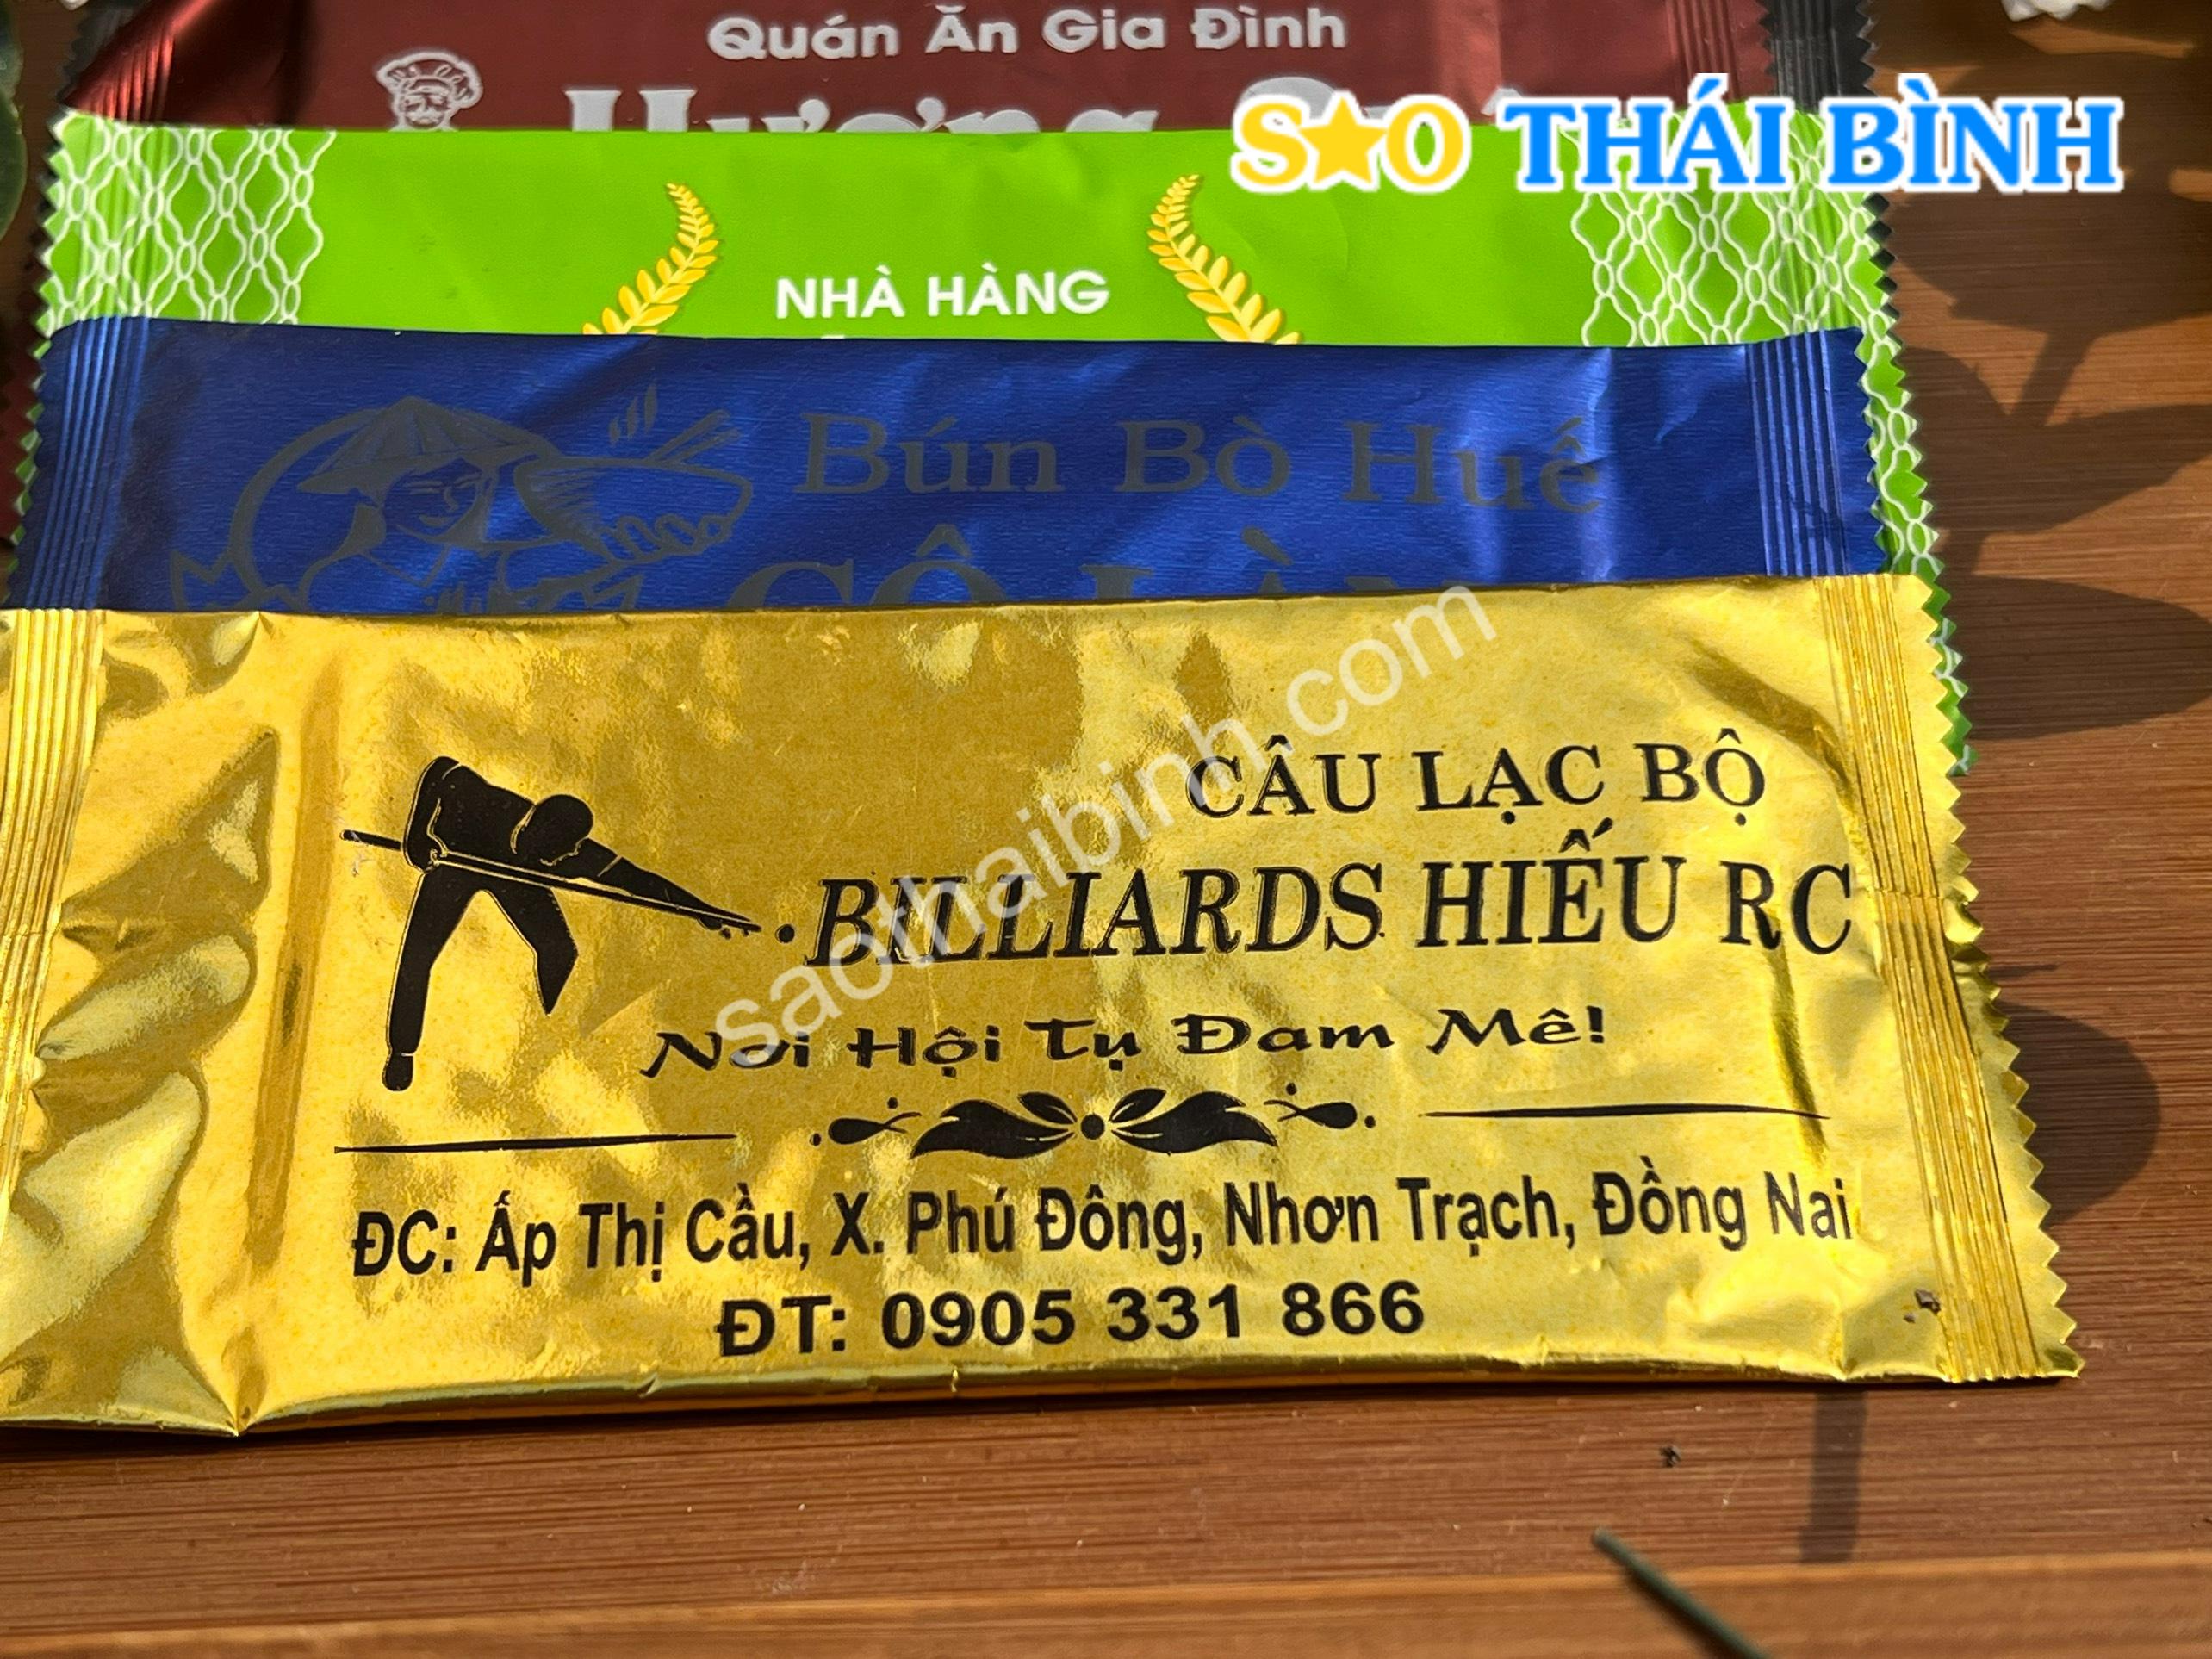 Quán Ăn Gia Đình
SAO THÁI BÌNH
NHÀ HÀNG
Bún Bò Huế
saothaibinh.com
CÂU LẠC BỘ
BILLIARDS HIẾU RC
Nơi Hội Tụ Đam Mê!
ĐC: Ấp Thị Cầu, X. Phú Đông, Nhơn Trạch, Đồng Nai
ĐT: 0905 331 866